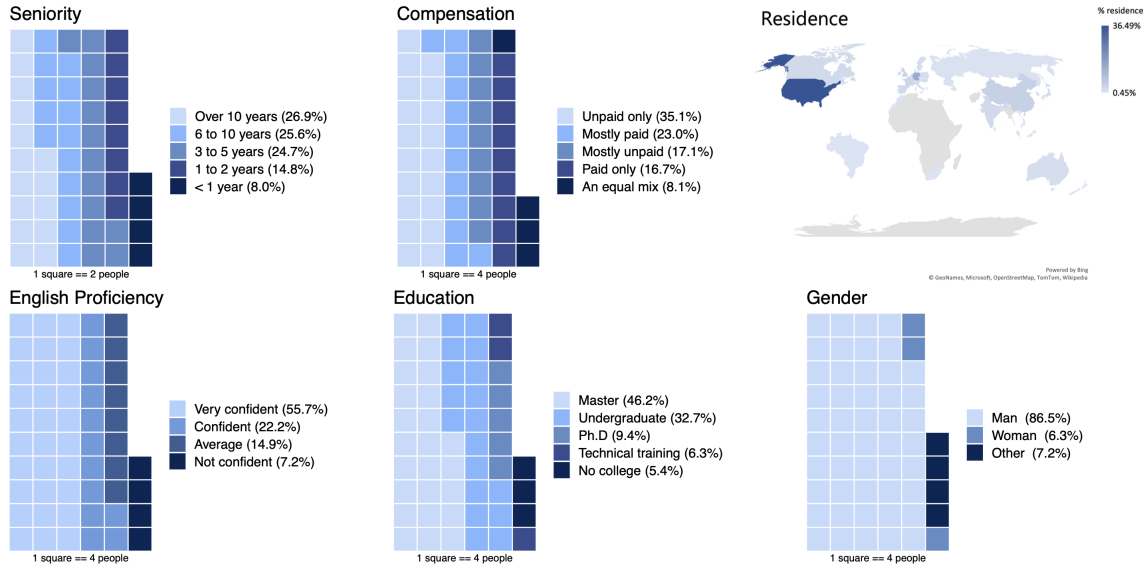 Seniority
Over 10 years (26.9%)
6 to 10 years (25.6%)
3 to 5 years (24.7%)
1 to 2 years (14.8%)
< 1 year (8.0%)
1 square == 2 people
Compensation
Unpaid only (35.1%)
Mostly paid (23.0%)
Mostly unpaid (17.1%)
Paid only (16.7%)
An equal mix (8.1%)
1 square == 4 people
Residence
% residence
36.49%
0.45%
Powered by Bing
© GeoNames, Microsoft, OpenStreetMap, TomTom, Wikipedia
English Proficiency
Very confident (55.7%)
Confident (22.2%)
Average (14.9%)
Not confident (7.2%)
1 square == 4 people
Education
Master (46.2%)
Undergraduate (32.7%)
Ph.D (9.4%)
Technical training (6.3%)
No college (5.4%)
1 square == 4 people
Gender
Man (86.5%)
Woman (6.3%)
Other (7.2%)
1 square == 4 people